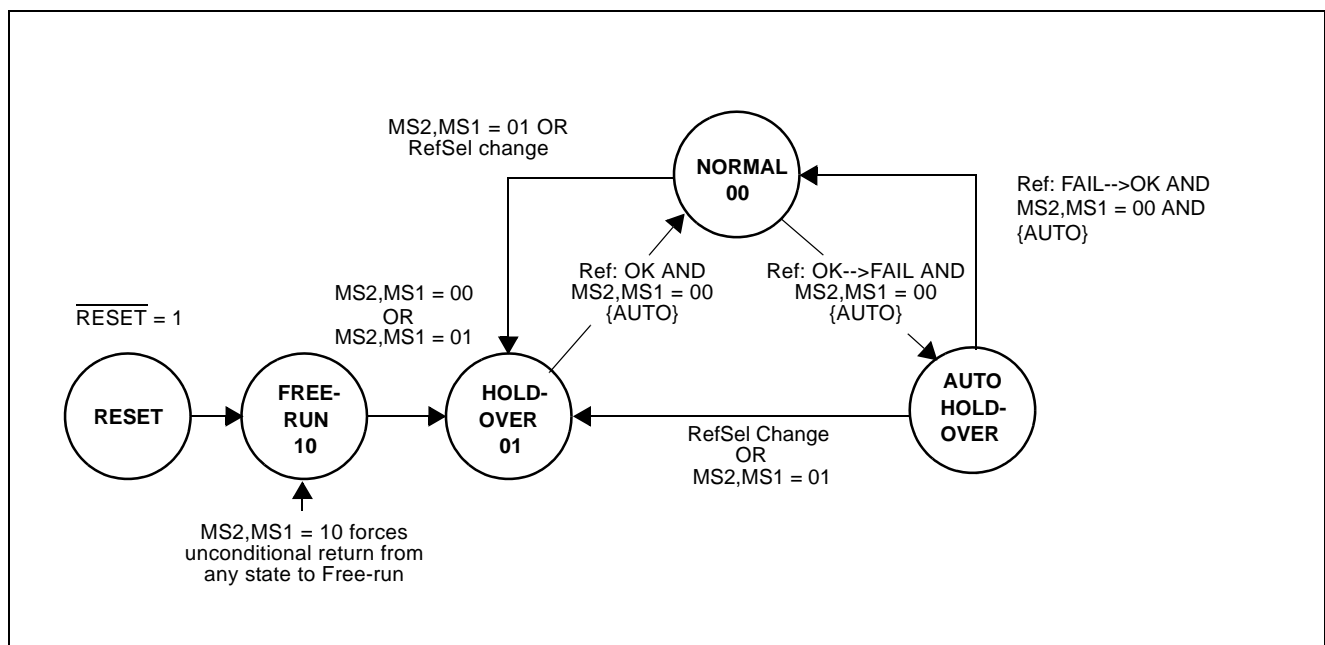 MS2,MS1 = 01 OR
RefSel change
NORMAL
00
Ref: FAIL-->OK AND
MS2,MS1 = 00 AND
{AUTO}
Ref: OK AND
MS2,MS1 = 00
{AUTO}
Ref: OK-->FAIL AND
MS2,MS1 = 00
{AUTO}
MS2,MS1 = 00
OR
MS2,MS1 = 01
RESET = 1
RESET
FREE-
RUN
10
HOLD-
OVER
01
AUTO
HOLD-
OVER
RefSel Change
OR
MS2,MS1 = 01
MS2,MS1 = 10 forces
unconditional return from
any state to Free-run